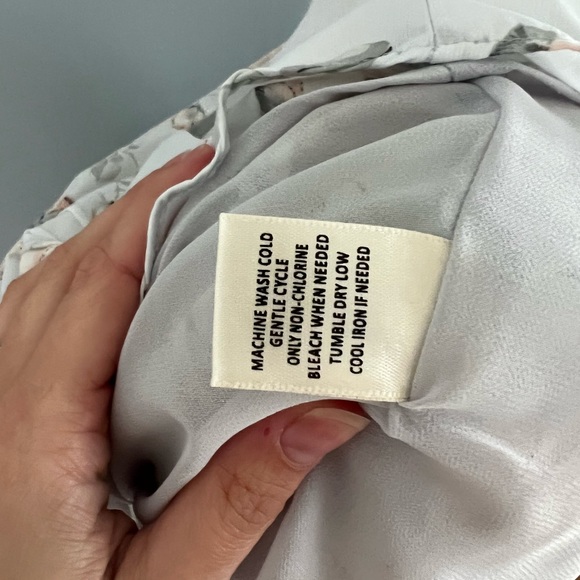 MACHINE WASH COLD
GENTLE CYCLE
ONLY NON-CHLORINE
BLEACH WHEN NEEDED
TUMBLE DRY LOW
COOL IRON IF NEEDED